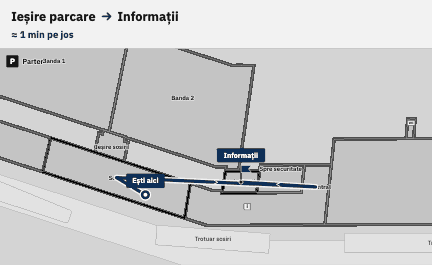 Ieșire parcare → Informații
≈ 1 min pe jos
P Parter
Banda 1
Banda 2
Ieșire sosiri
Informații
Spre securitate
Ești aici
Trotuar sosiri